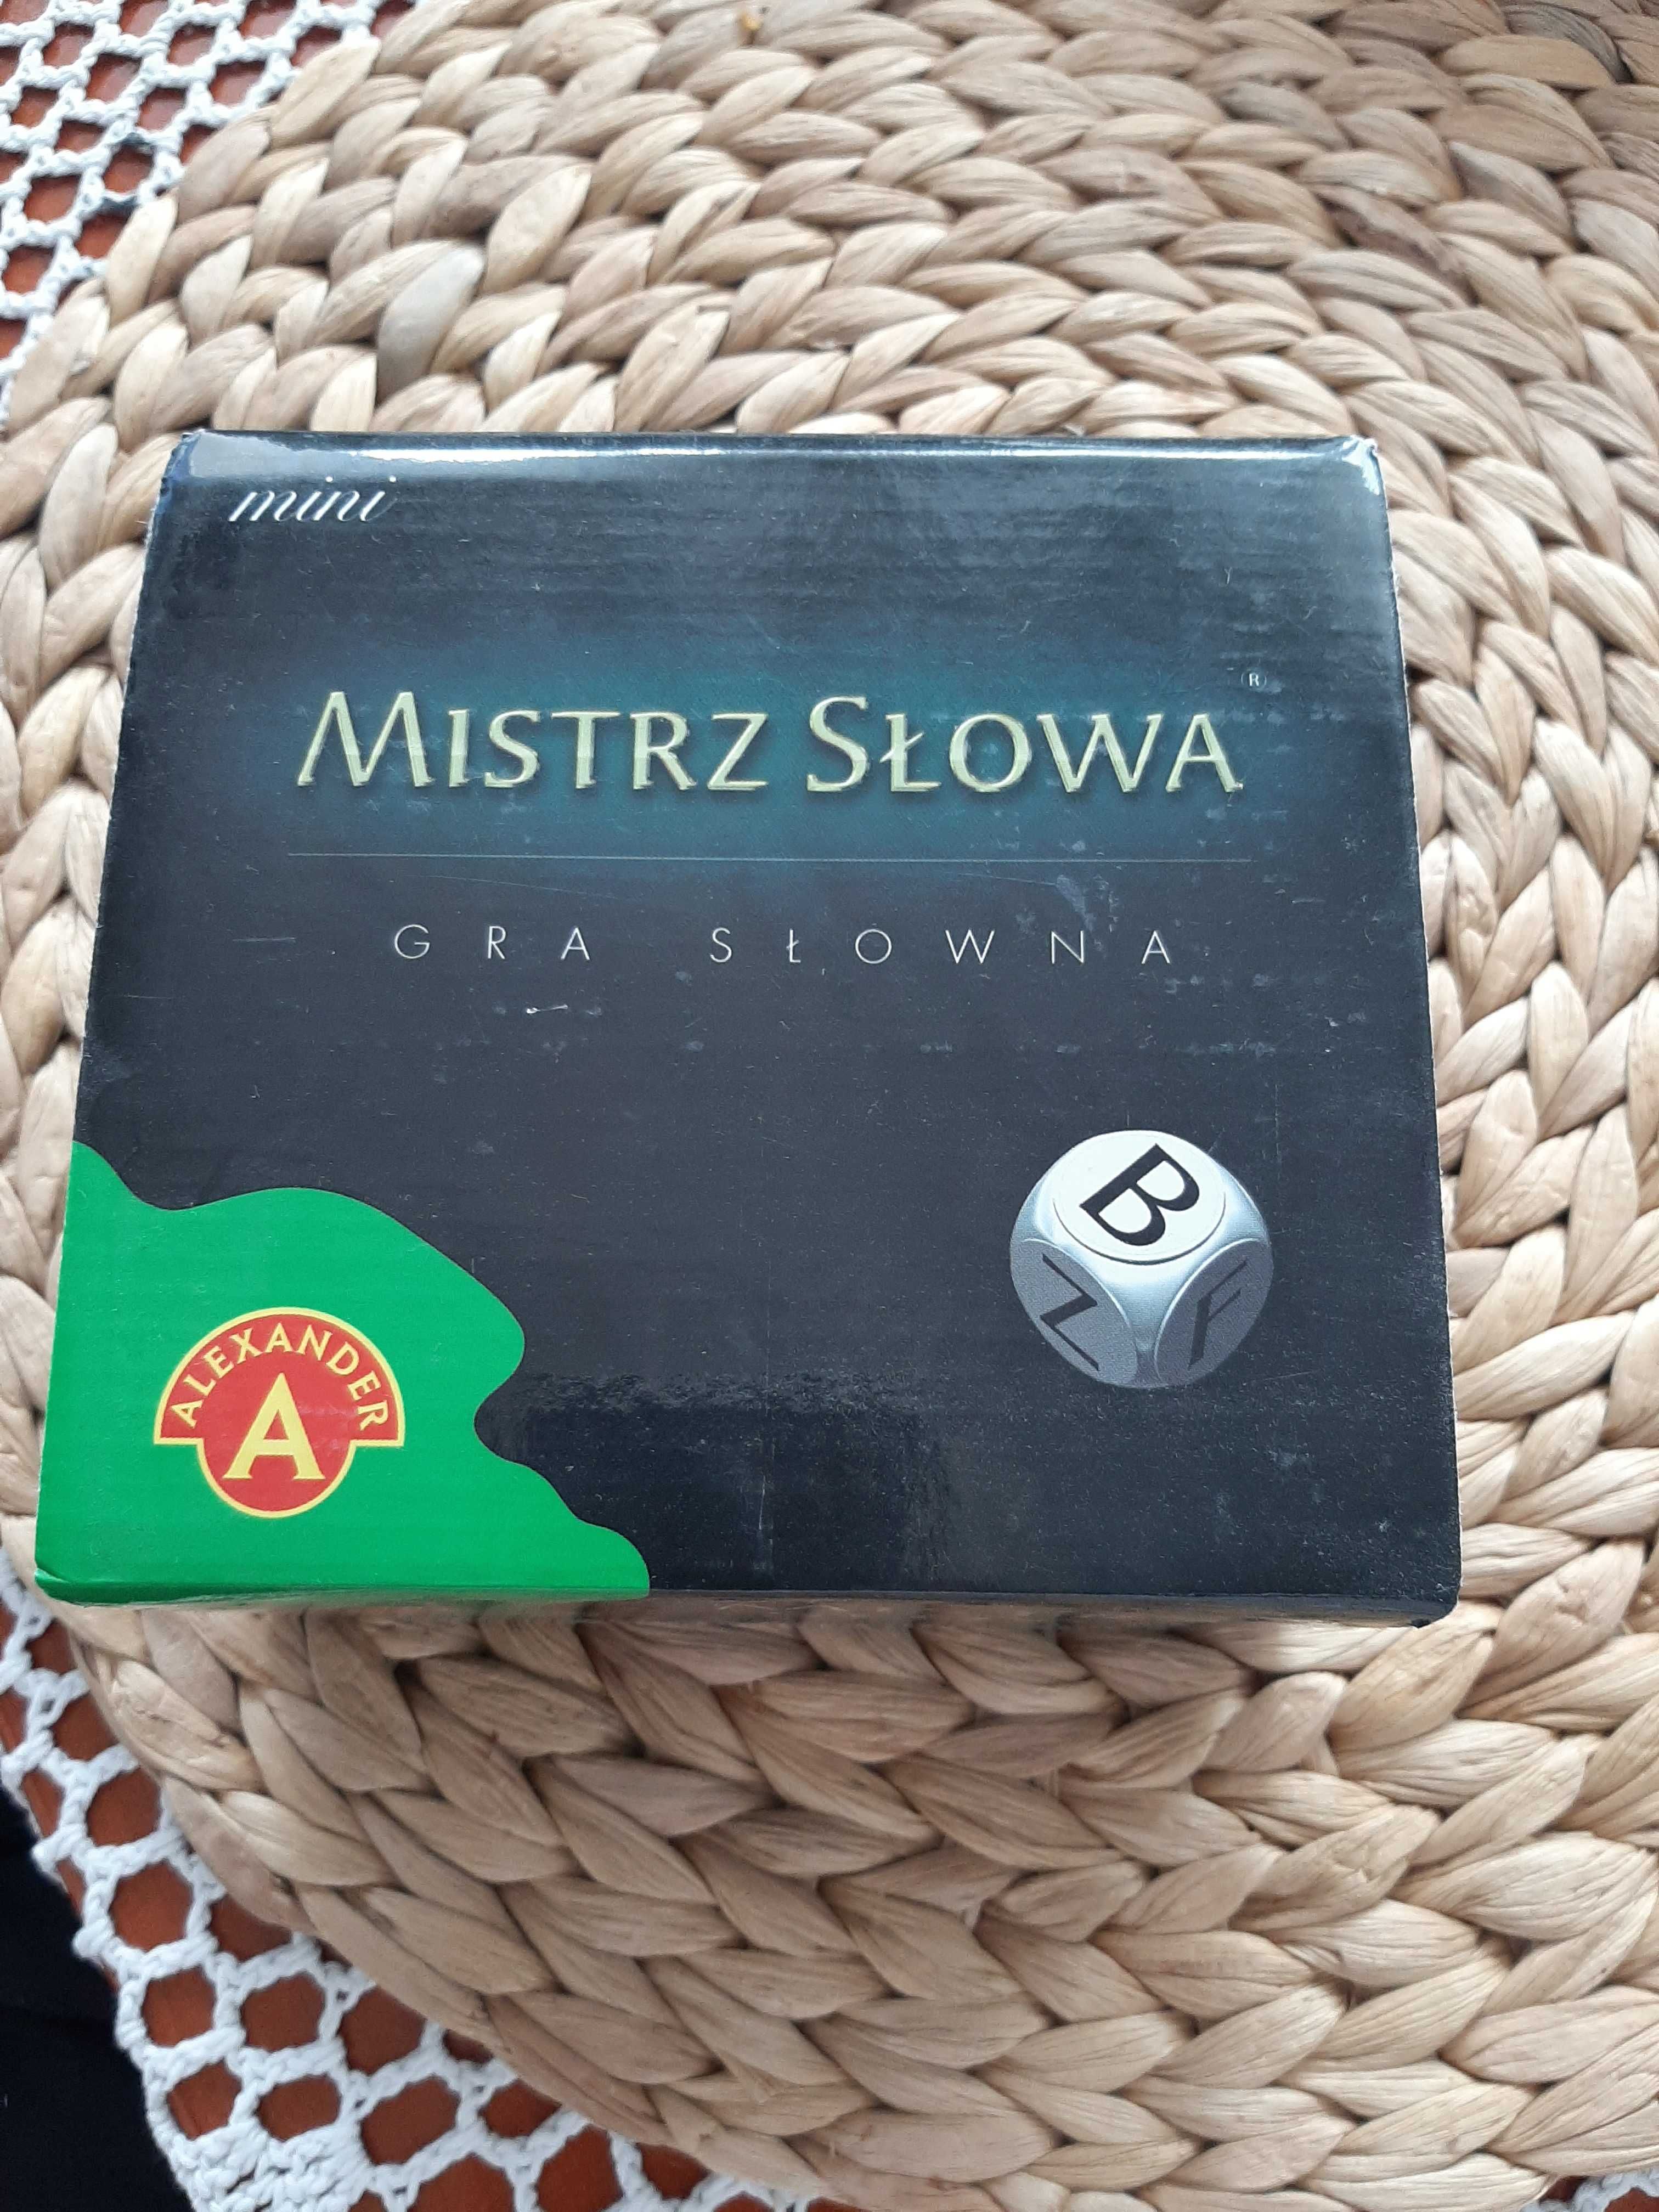 mini
MISTRZ SŁOWA ®
GRA SŁOWNA
B
Z F
ALEXANDER
A